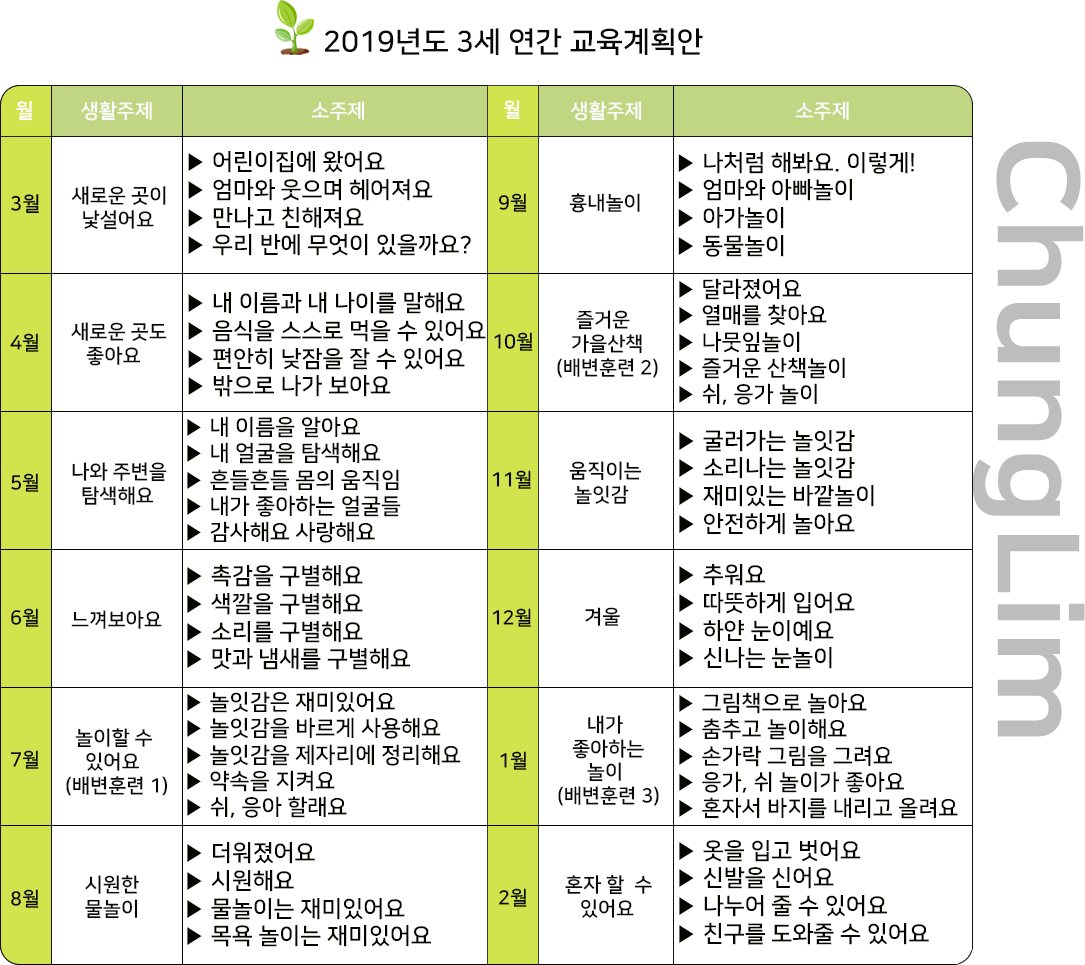 2019년도 3세 연간 교육계획안
월 생활주제 소주제
3월
새로운 곳이
낯설어요
▶ 어린이집에 왔어요
▶ 엄마와 웃으며 헤어져요
▶ 만나고 친해져요
▶ 우리 반에 무엇이 있을까요?
4월
새로운 곳도
좋아요
▶ 내 이름과 내 나이를 말해요
▶ 음식을 스스로 먹을 수 있어요
▶ 편안히 낮잠을 잘 수 있어요
▶ 밖으로 나가 보아요
5월
나와 주변을
탐색해요
▶ 내 이름을 알아요
▶ 내 얼굴을 탐색해요
▶ 흔들흔들 몸의 움직임
▶ 내가 좋아하는 얼굴들
▶ 감사해요 사랑해요
6월
느껴보아요
▶ 촉감을 구별해요
▶ 색깔을 구별해요
▶ 소리를 구별해요
▶ 맛과 냄새를 구별해요
7월
놀이할 수
있어요
(배변훈련 1)
▶ 놀잇감은 재미있어요
▶ 놀잇감을 바르게 사용해요
▶ 놀잇감을 제자리에 정리해요
▶ 약속을 지켜요
▶ 쉬, 응아 할래요
8월
시원한
물놀이
▶ 더워졌어요
▶ 시원해요
▶ 물놀이는 재미있어요
▶ 목욕 놀이는 재미있어요
월 생활주제 소주제
9월
흉내놀이
▶ 나처럼 해봐요. 이렇게!
▶ 엄마와 아빠놀이
▶ 아가놀이
▶ 동물놀이
10월
즐거운
가을산책
(배변훈련 2)
▶ 달라졌어요
▶ 열매를 찾아요
▶ 나뭇잎놀이
▶ 즐거운 산책놀이
▶ 쉬, 응가 놀이
11월
움직이는
놀잇감
▶ 굴러가는 놀잇감
▶ 소리나는 놀잇감
▶ 재미있는 바깥놀이
▶ 안전하게 놀아요
12월
겨울
▶ 추워요
▶ 따뜻하게 입어요
▶ 하얀 눈이예요
▶ 신나는 눈놀이
1월
내가
좋아하는
놀이
(배변훈련 3)
▶ 그림책으로 놀아요
▶ 춤추고 놀이해요
▶ 손가락 그림을 그려요
▶ 응가, 쉬 놀이가 좋아요
▶ 혼자서 바지를 내리고 올려요
2월
혼자 할 수
있어요
▶ 옷을 입고 벗어요
▶ 신발을 신어요
▶ 나누어 줄 수 있어요
▶ 친구를 도와줄 수 있어요
ChungLim